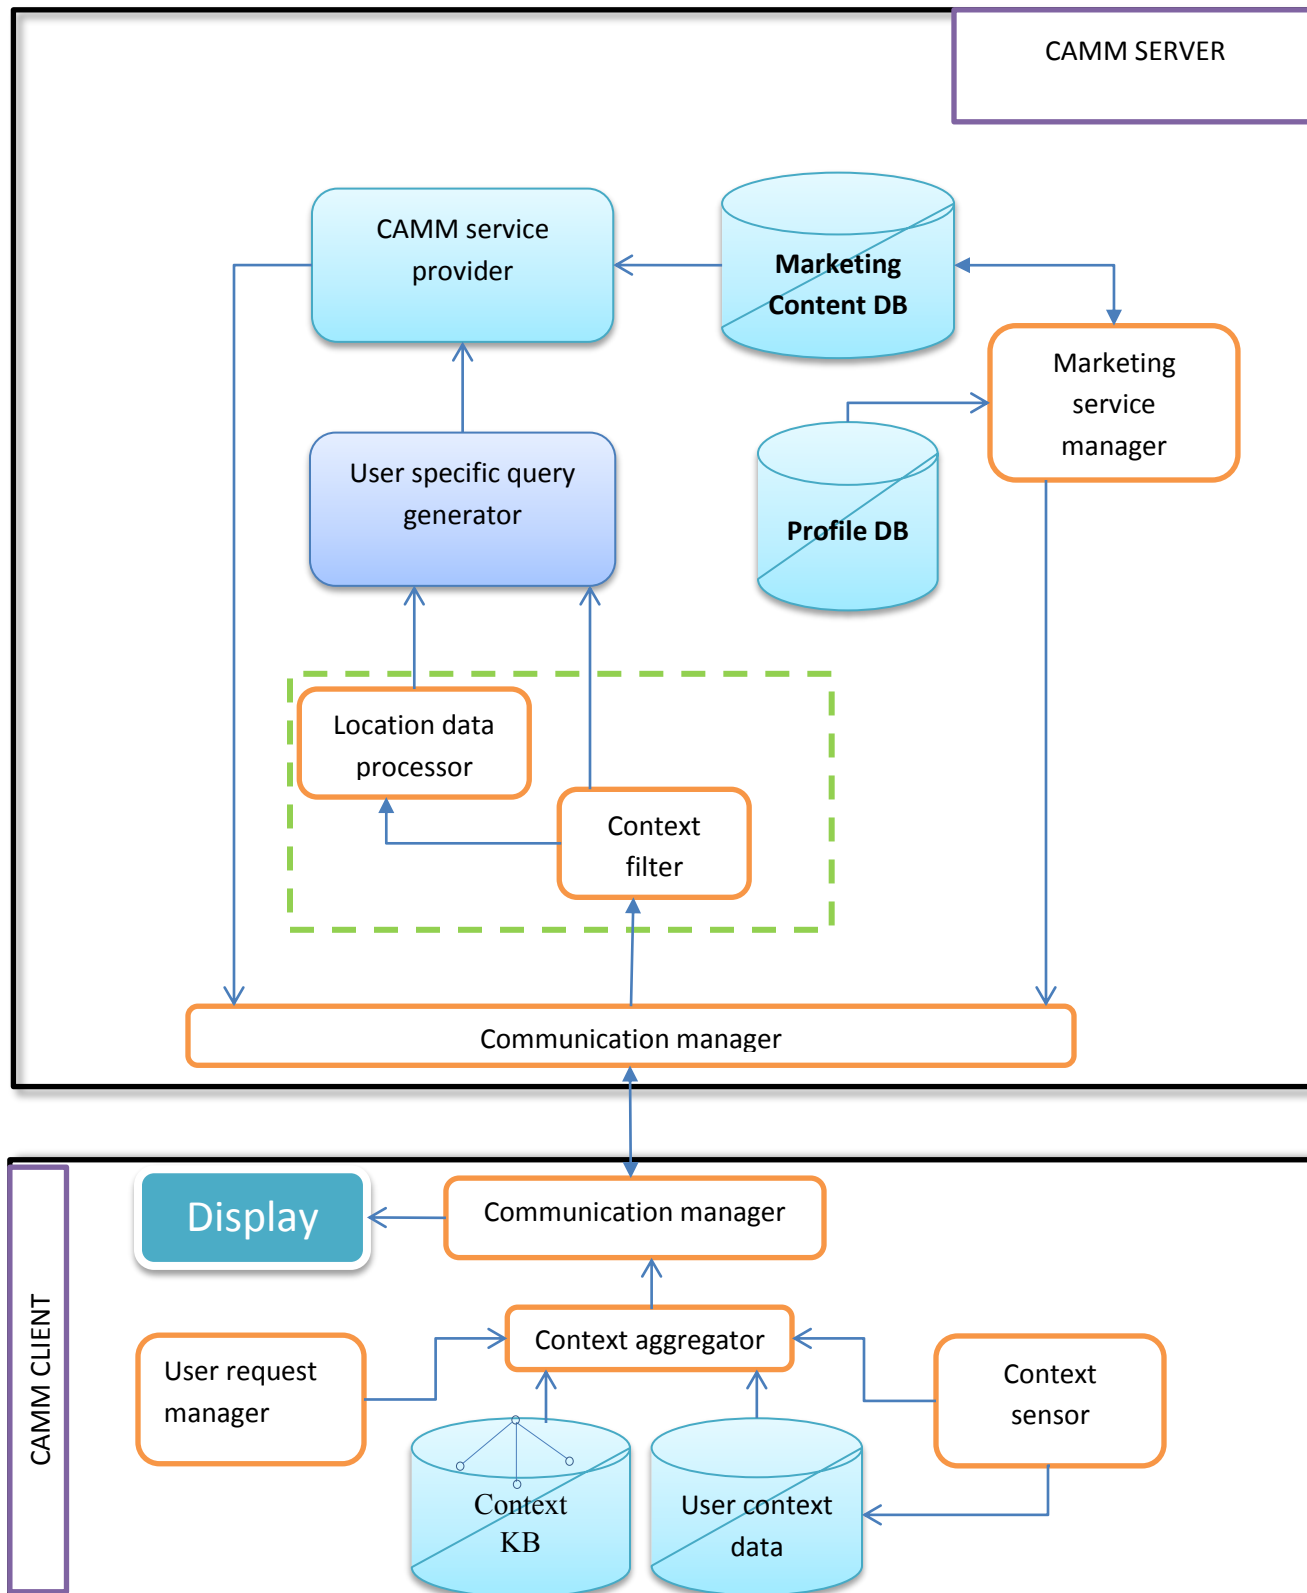 CAMM SERVER
CAMM service
provider
Marketing
Content DB
Marketing
service
manager
User specific query
generator
Profile DB
Location data
processor
Context
filter
Communication manager
CAMM CLIENT
Display
Communication manager
Context aggregator
User request
manager
Context
sensor
Context
KB
User context
data